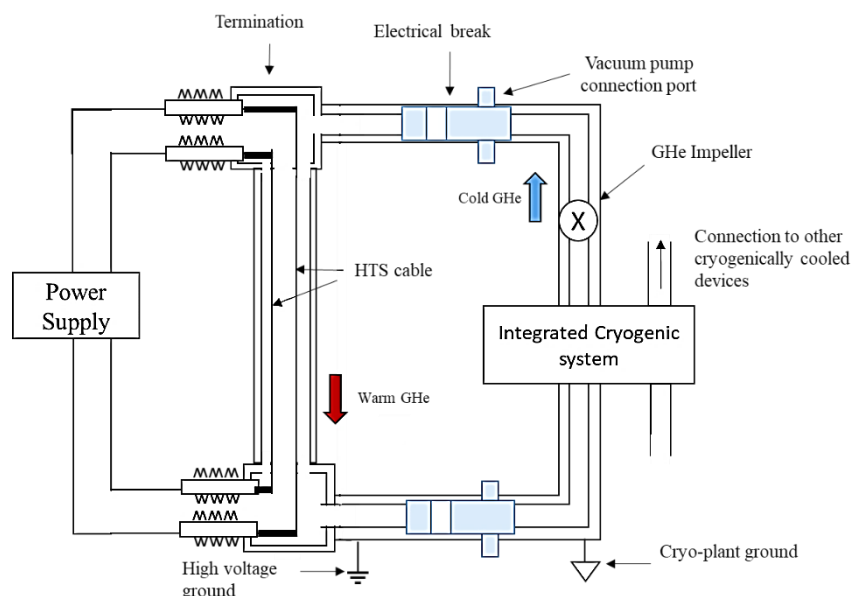 Termination
Electrical break
Vacuum pump
connection port
GHe Impeller
Cold GHe
X
Connection to other
cryogenically cooled
devices
HTS cable
Power
Supply
Integrated Cryogenic
system
Warm GHe
High voltage
ground
Cryo-plant ground